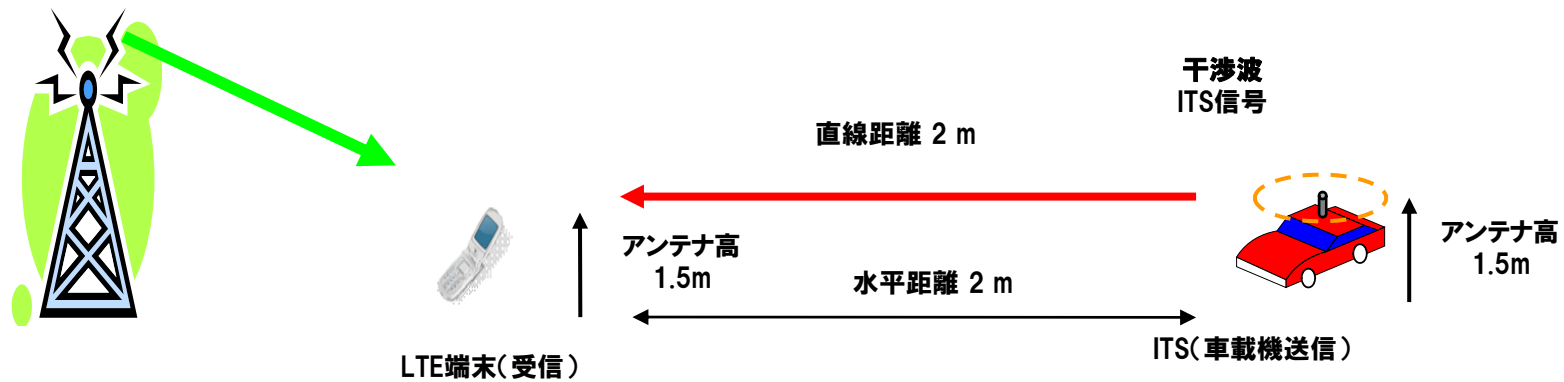 干渉波
ITS信号
直線距離 2 m
アンテナ高
1.5m
アンテナ高
1.5m
水平距離 2 m
LTE端末(受信)
ITS(車載機送信)